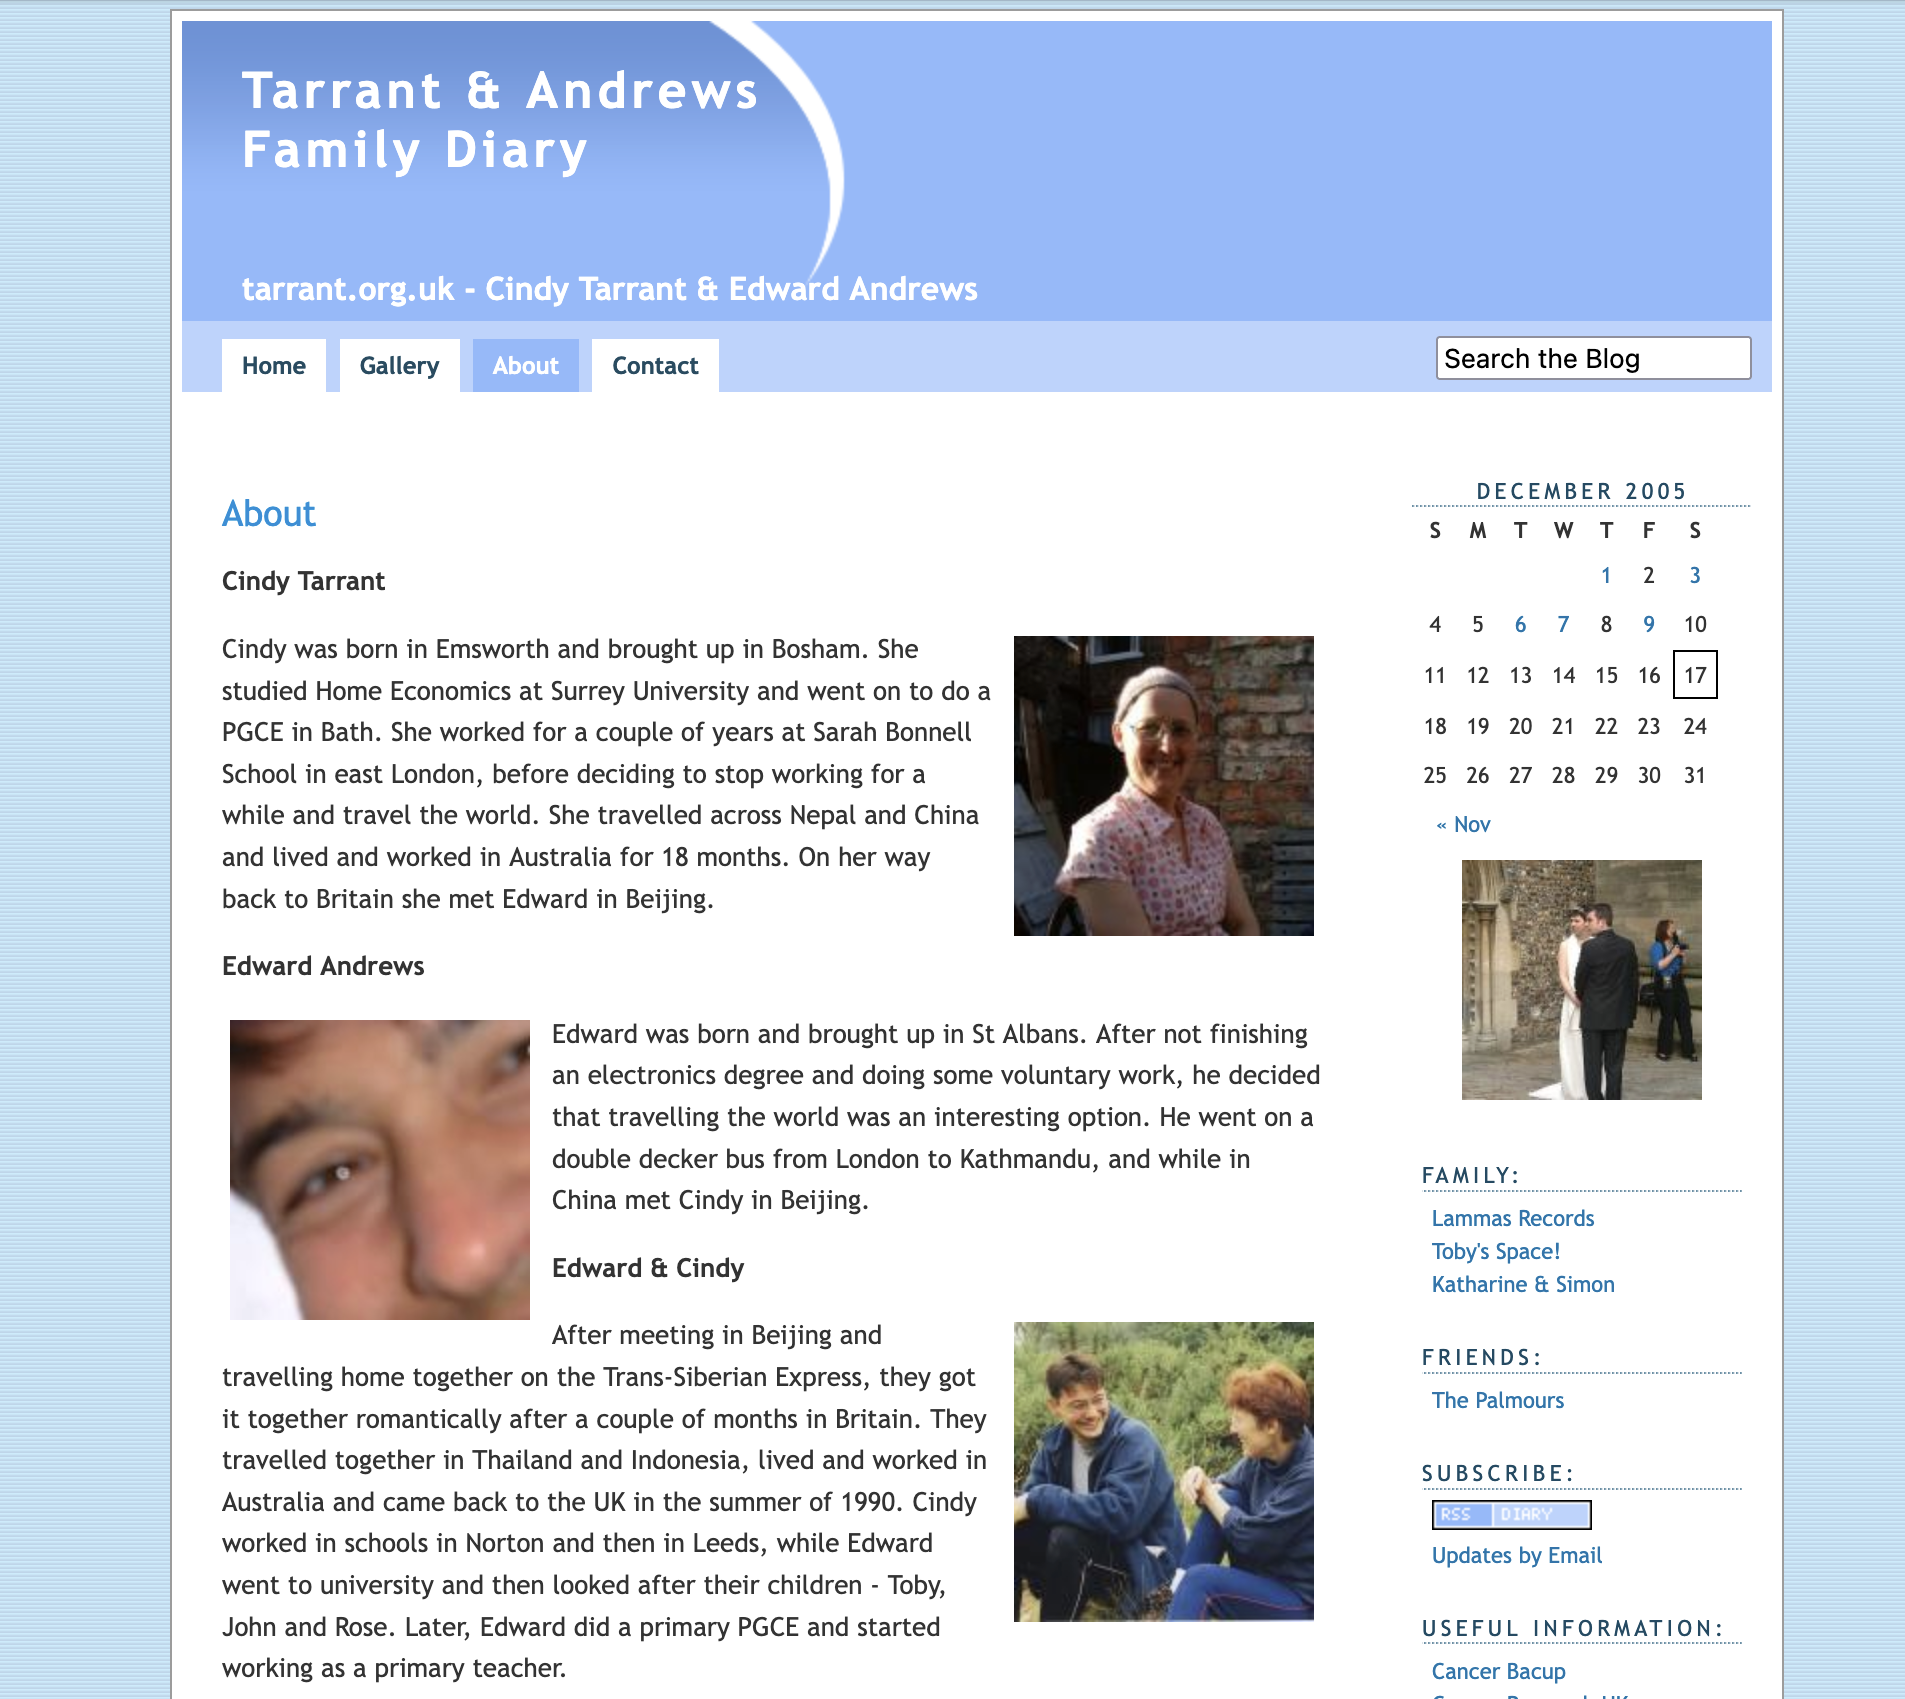 Tarrant & Andrews
Family Diary
tarrant.org.uk - Cindy Tarrant & Edward Andrews
Home
Gallery
About
Contact
Search the Blog
About
Cindy Tarrant
Cindy was born in Emsworth and brought up in Bosham. She
studied Home Economics at Surrey University and went on to do a
PGCE in Bath. She worked for a couple of years at Sarah Bonnell
School in east London, before deciding to stop working for a
while and travel the world. She travelled across Nepal and China
and lived and worked in Australia for 18 months. On her way
back to Britain she met Edward in Beijing.
Edward Andrews
Edward was born and brought up in St Albans. After not finishing
an electronics degree and doing some voluntary work, he decided
that travelling the world was an interesting option. He went on a
double decker bus from London to Kathmandu, and while in
China met Cindy in Beijing.
Edward & Cindy
After meeting in Beijing and
travelling home together on the Trans-Siberian Express, they got
it together romantically after a couple of months in Britain. They
travelled together in Thailand and Indonesia, lived and worked in
Australia and came back to the UK in the summer of 1990. Cindy
worked in schools in Norton and then in Leeds, while Edward
went to university and then looked after their children - Toby,
John and Rose. Later, Edward did a primary PGCE and started
working as a primary teacher.
DECEMBER 2005
S M T W T F S
1 2 3
4 5 6 7 8 9 10
11 12 13 14 15 16 17
18 19 20 21 22 23 24
25 26 27 28 29 30 31
« Nov
FAMILY:
Lammas Records
Toby's Space!
Katharine & Simon
FRIENDS:
The Palmours
SUBSCRIBE:
RSS DIARY
Updates by Email
USEFUL INFORMATION:
Cancer Bacup